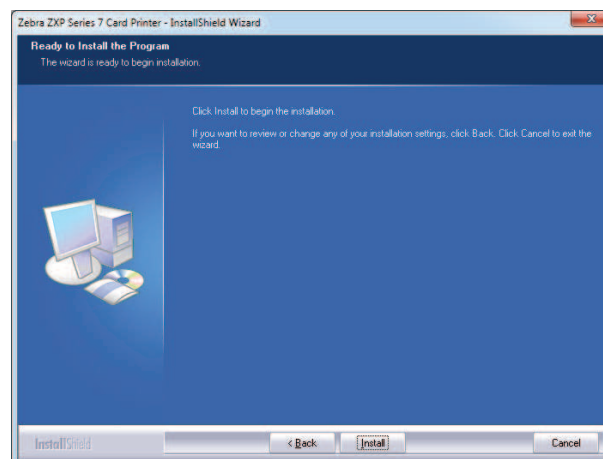 Zebra ZXP Series 7 Card Printer - InstallShield Wizard
Ready to Install the Program
The wizard is ready to begin installation.
Click Install to begin the installation.
If you want to review or change any of your installation settings, click Back. Click Cancel to exit the
wizard.
InstallShield
< Back
Install
Cancel